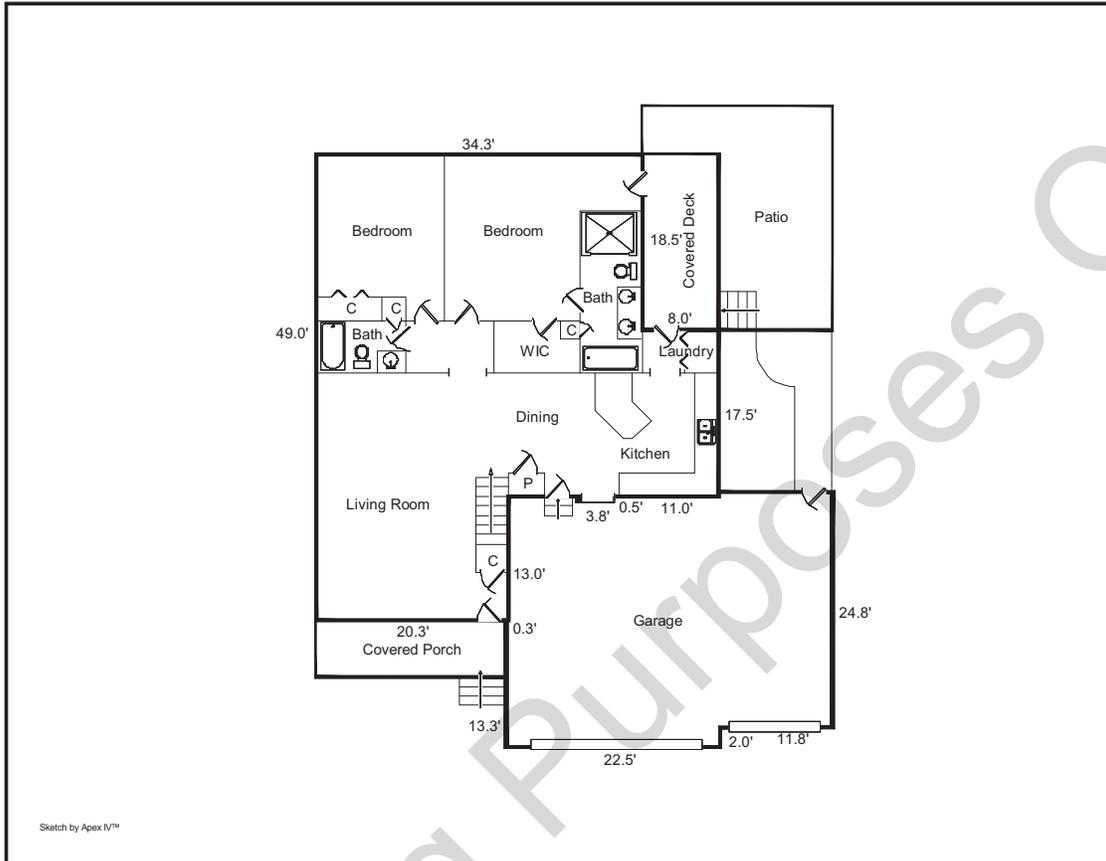 34.3'
Bedroom
Bedroom
Covered Deck
18.5'
Patio
C
C
Bath
8.0'
49.0'
Bath
C
WIC
Laundry
Dining
17.5'
Kitchen
P
Living Room
3.8'
0.5'
11.0'
C
13.0'
Garage
24.8'
20.3'
0.3'
Covered Porch
13.3'
2.0'
11.8'
22.5'
Sketch by Apex IV™
Purposes